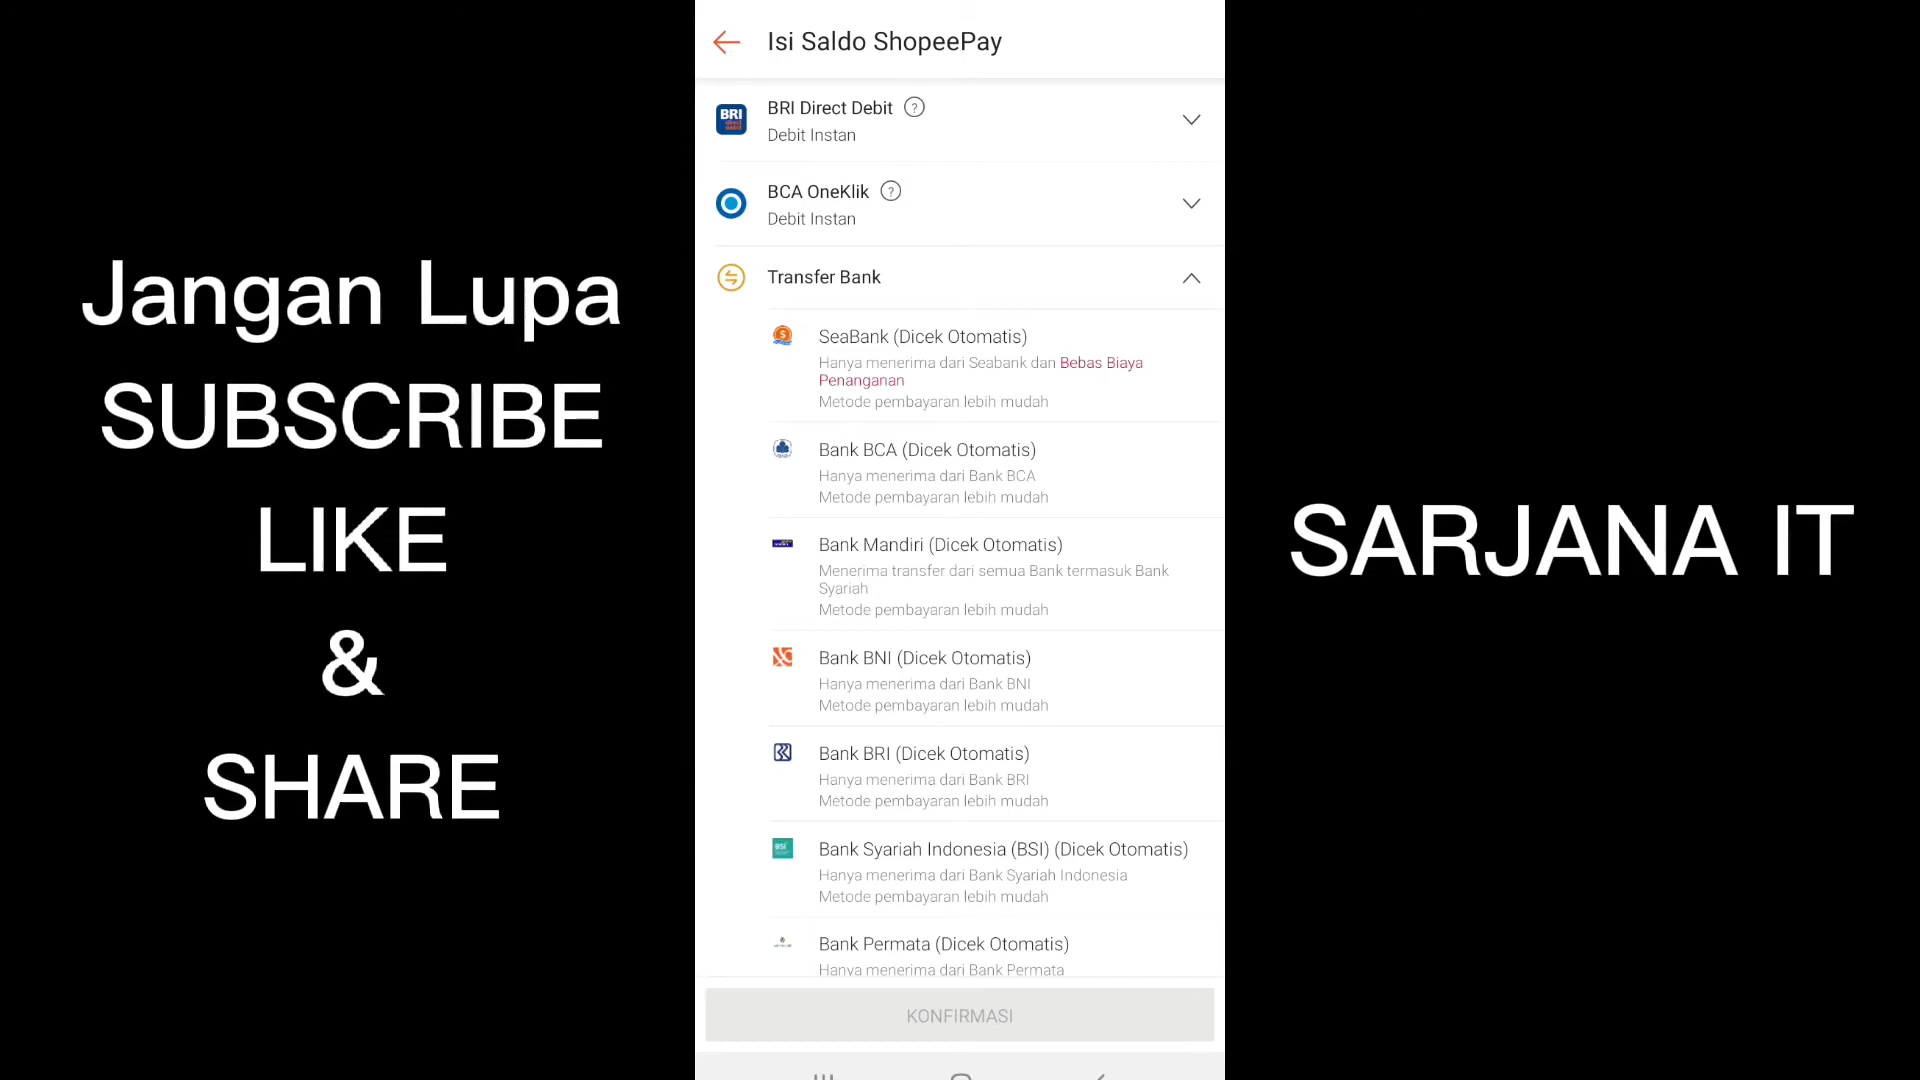 Jangan Lupa
SUBSCRIBE
LIKE
&
SHARE
Isi Saldo ShopeePay
BRI
BRI Direct Debit ?
Debit Instan
BCA OneKlik ?
Debit Instan
Transfer Bank
SeaBank (Dicek Otomatis)
Hanya menerima dari Seabank dan Bebas Biaya
Penanganan
Metode pembayaran lebih mudah
Bank BCA (Dicek Otomatis)
Hanya menerima dari Bank BCA
Metode pembayaran lebih mudah
Bank Mandiri (Dicek Otomatis)
Menerima transfer dari semua Bank termasuk Bank
Syariah
Metode pembayaran lebih mudah
Bank BNI (Dicek Otomatis)
Hanya menerima dari Bank BNI
Metode pembayaran lebih mudah
Bank BRI (Dicek Otomatis)
Hanya menerima dari Bank BRI
Metode pembayaran lebih mudah
BSI
Bank Syariah Indonesia (BSI) (Dicek Otomatis)
Hanya menerima dari Bank Syariah Indonesia
Metode pembayaran lebih mudah
Bank Permata (Dicek Otomatis)
Hanya menerima dari Bank Permata
KONFIRMASI
SARJANA IT